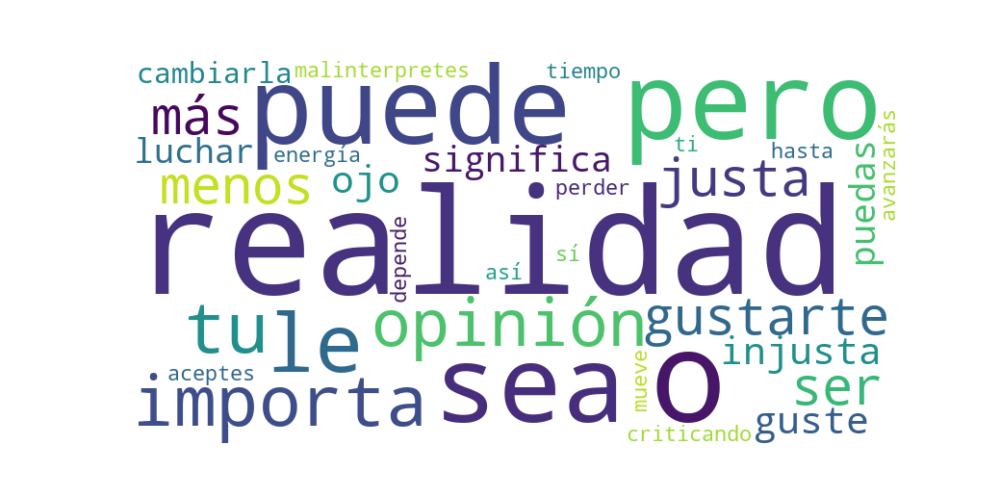 cambiarla
malinterpretes
tiempo
más
puede
pero
luchar
energía
ojo
significa
ti
hasta
avanzarás
menos
perder
justa
puedas
realidad
depende
así
sí
tu
le
opinión
gustarte
injusta
aceptes
importa
sea
mueve
o
ser
criticando
guste